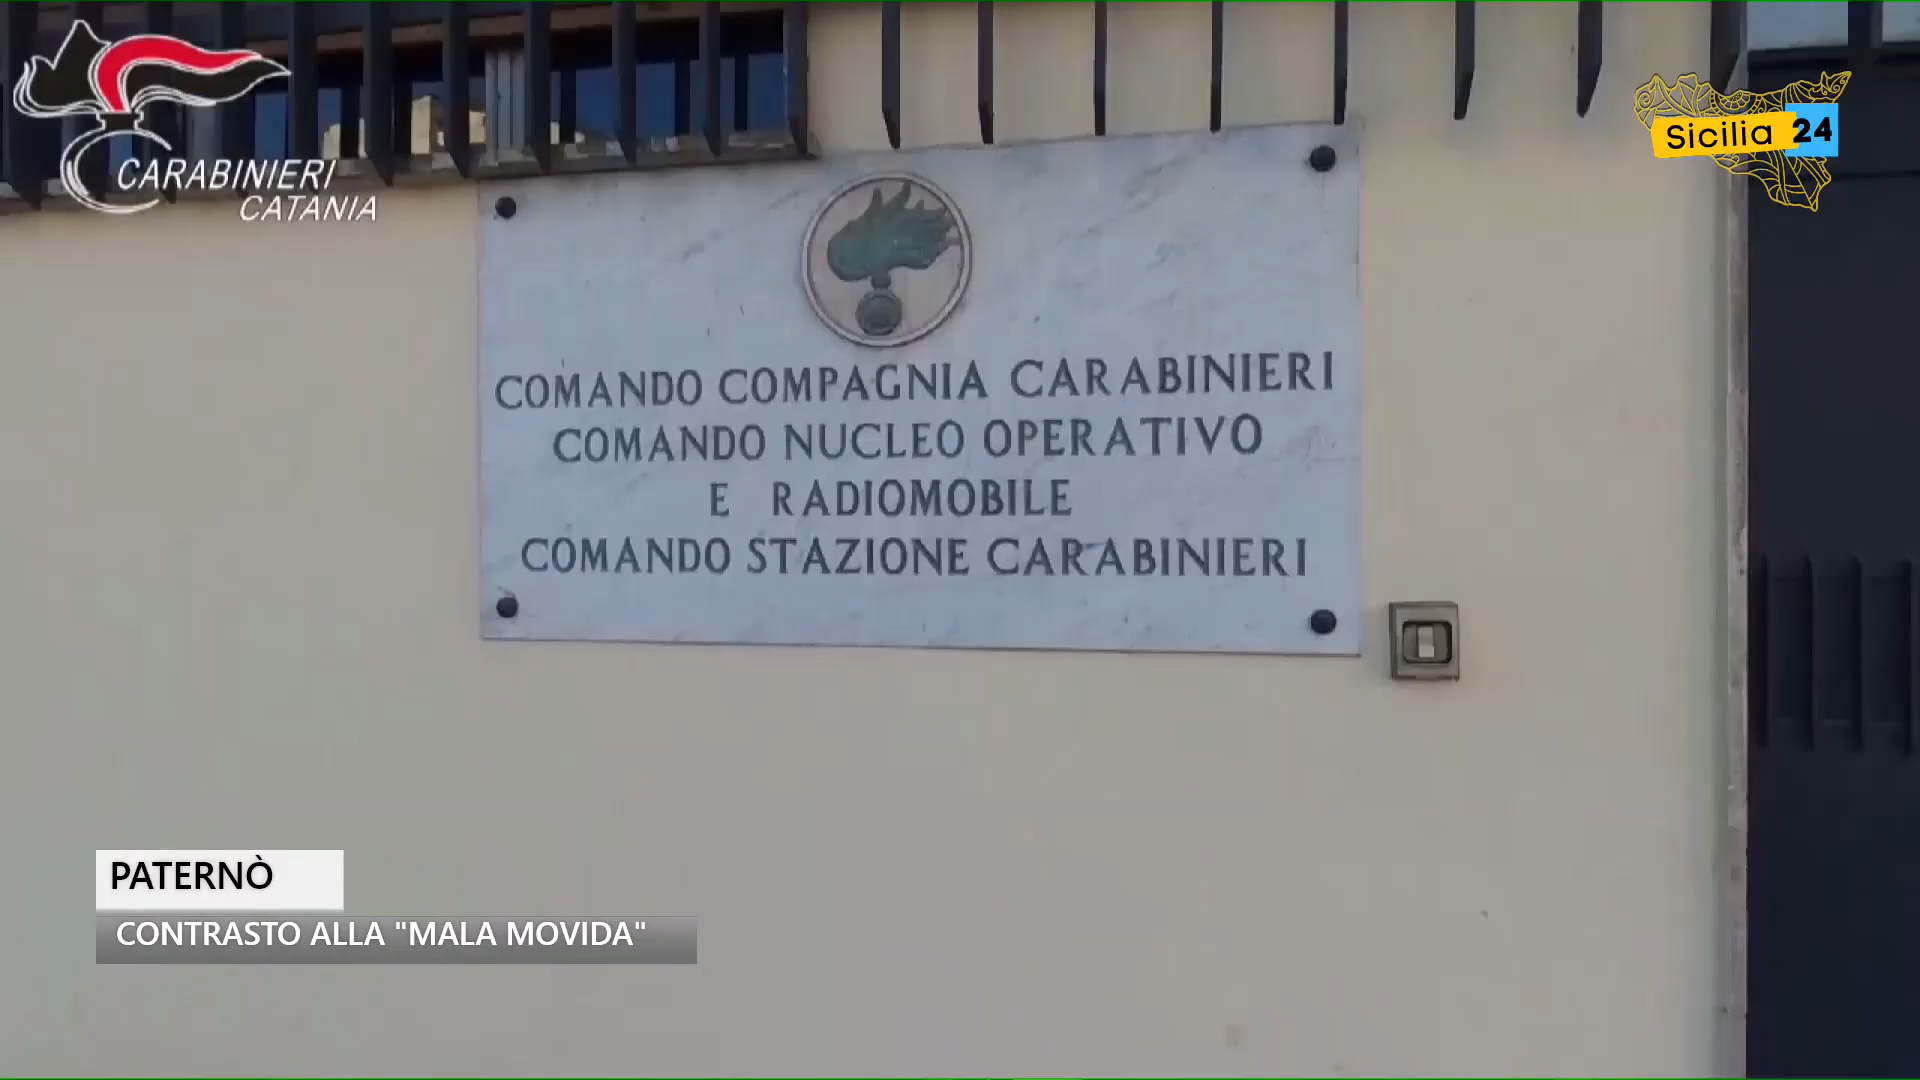 CARABINIERI
CATANIA
Sicilia 24
COMANDO COMPAGNIA CARABINIERI
COMANDO NUCLEO OPERATIVO
E RADIOMOBILE
COMANDO STAZIONE CARABINIERI
PATERNÒ
CONTRASTO ALLA "MALA MOVIDA"